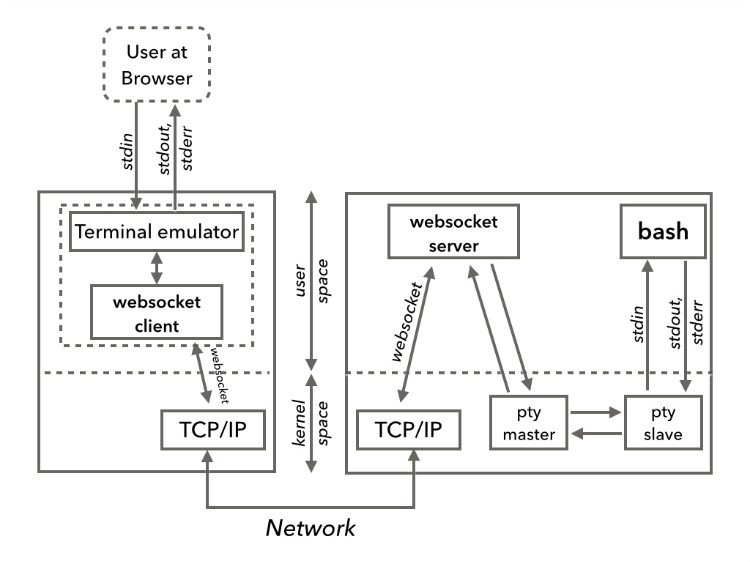 User at
Browser
stdin
stdout,
stderr
Terminal emulator
websocket
client
websocket
TCP/IP
user
space
kernel
space
websocket
server
bash
websocket
stdin
stdout,
stderr
TCP/IP
pty
master
pty
slave
Network